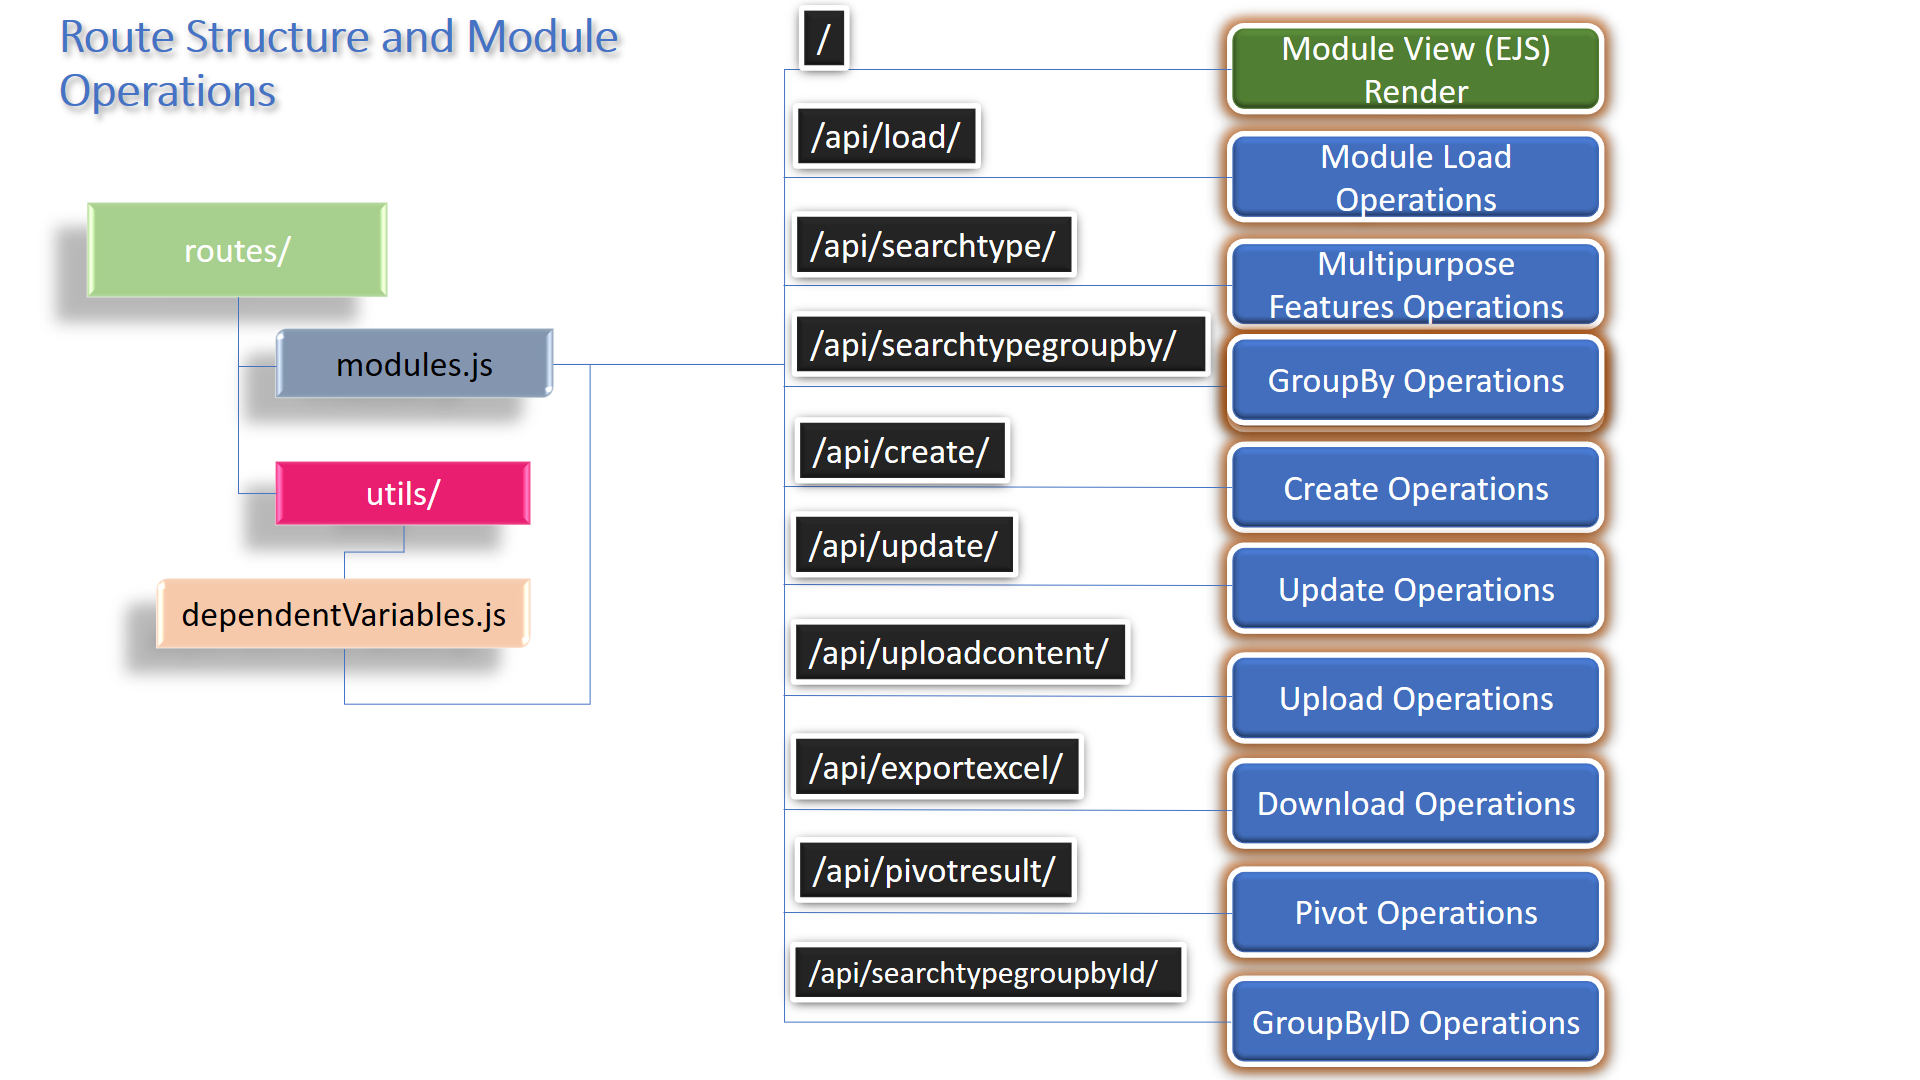 Route Structure and Module
Operations
routes/
modules.js
utils/
dependentVariables.js
/
Module View (EJS)
Render
/api/load/
Module Load
Operations
/api/searchtype/
Multipurpose
Features Operations
/api/searchtypegroupby/
GroupBy Operations
/api/create/
Create Operations
/api/update/
Update Operations
/api/uploadcontent/
Upload Operations
/api/exportexcel/
Download Operations
/api/pivotresult/
Pivot Operations
/api/searchtypegroupbyId/
GroupByID Operations